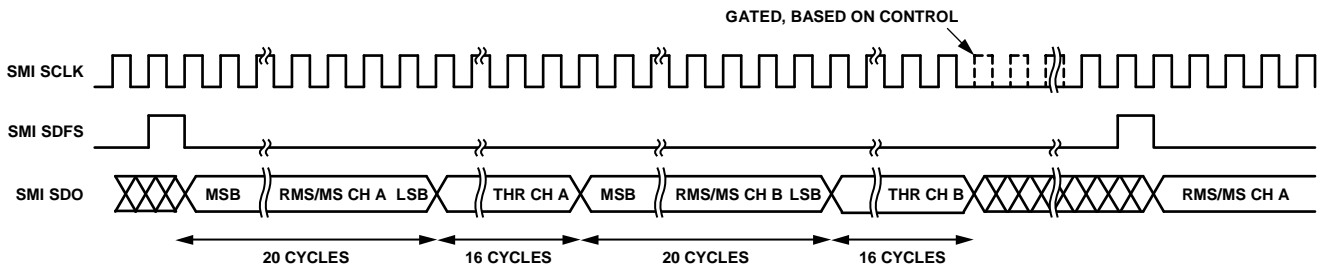 GATED, BASED ON CONTROL
SMI SCLK
SMI SDFS
SMI SDO
MSB
RMS/MS CH A LSB
THR CH A
MSB
RMS/MS CH B LSB
THR CH B
RMS/MS CH A
20 CYCLES
16 CYCLES
20 CYCLES
16 CYCLES